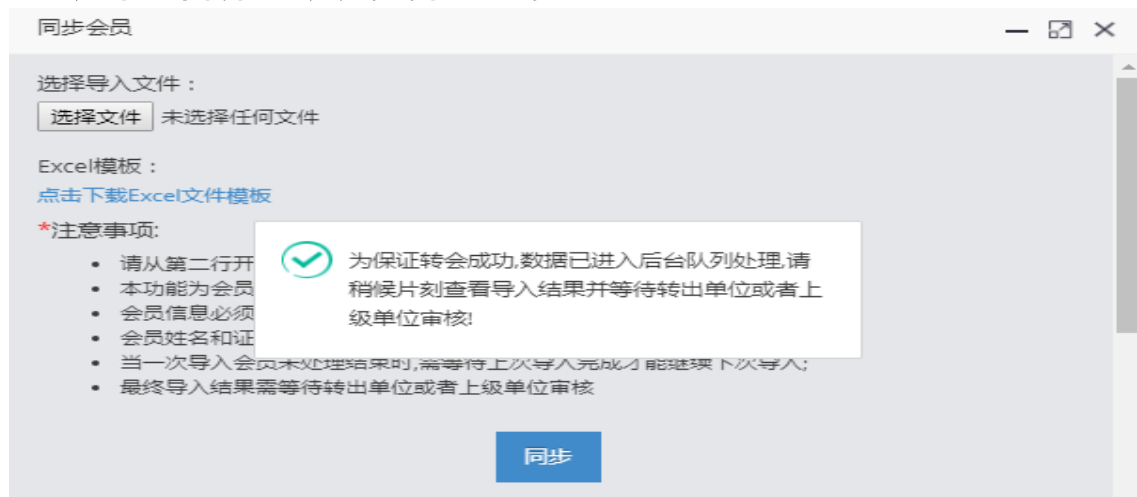 同步会员
选择导入文件：
选择文件 未选择任何文件
Excel模板：
点击下载Excel文件模板
*注意事项:
请从第二行开
本功能为会员
会员信息必须
会员姓名和证
为保证转会成功,数据已进入后台队列处理,请
稍候片刻查看导入结果并等待转出单位或者上
级单位审核!
当一次导入会员未处理结束时,需等待上次导入完成才能继续下次导入;
最终导入结果需等待转出单位或者上级单位审核
同步